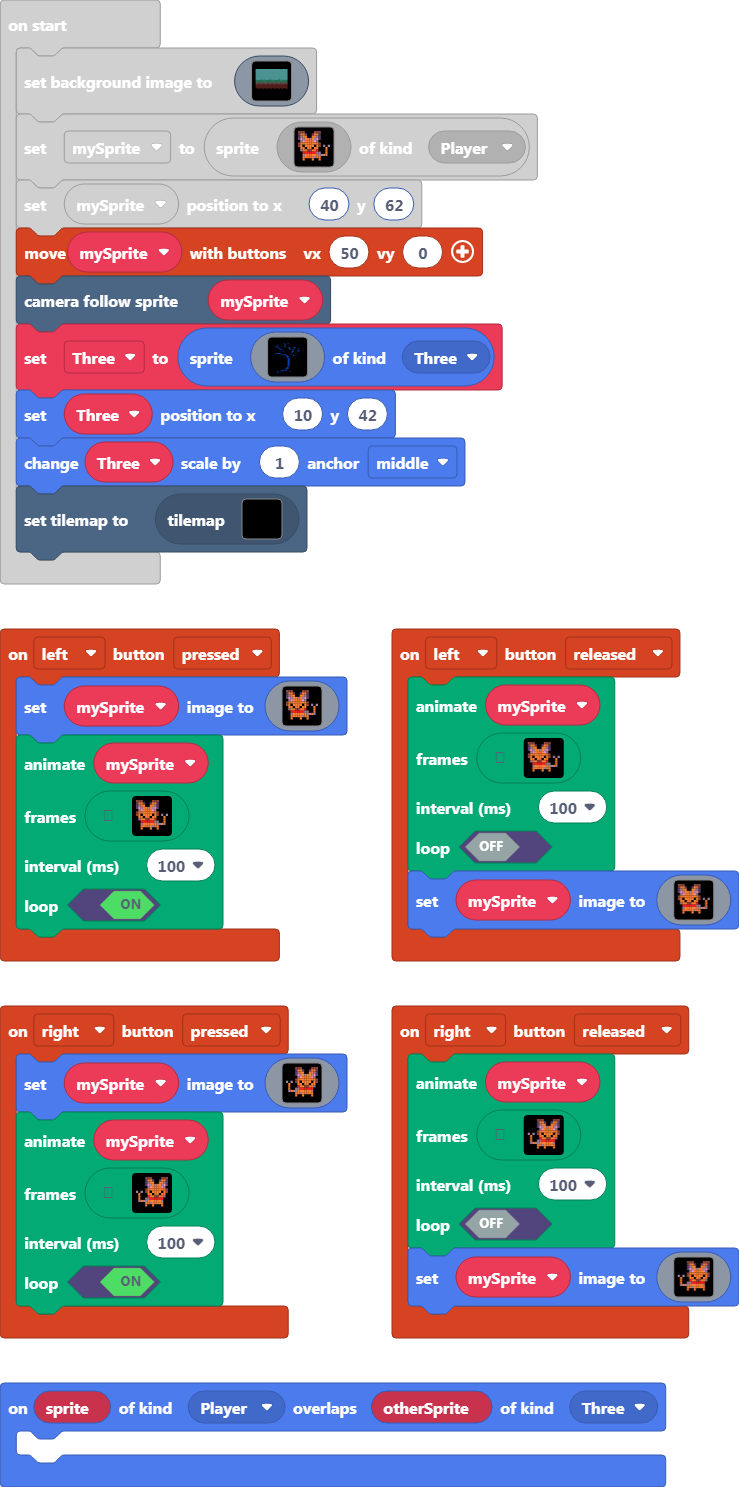 on start
set background image to
set mySprite to sprite of kind Player
set mySprite position to x 40 y 62
move mySprite with buttons vx 50 vy 0
camera follow sprite mySprite
set Three to sprite of kind Three
set Three position to x 10 y 42
change Three scale by 1 anchor middle
set tilemap to tilemap
on left button pressed
set mySprite image to
animate mySprite
frames
interval (ms) 100
loop ON
on left button released
animate mySprite
frames
interval (ms) 100
loop OFF
set mySprite image to
on right button pressed
set mySprite image to
animate mySprite
frames
interval (ms) 100
loop ON
on right button released
animate mySprite
frames
interval (ms) 100
loop OFF
set mySprite image to
on sprite of kind Player overlaps otherSprite of kind Three